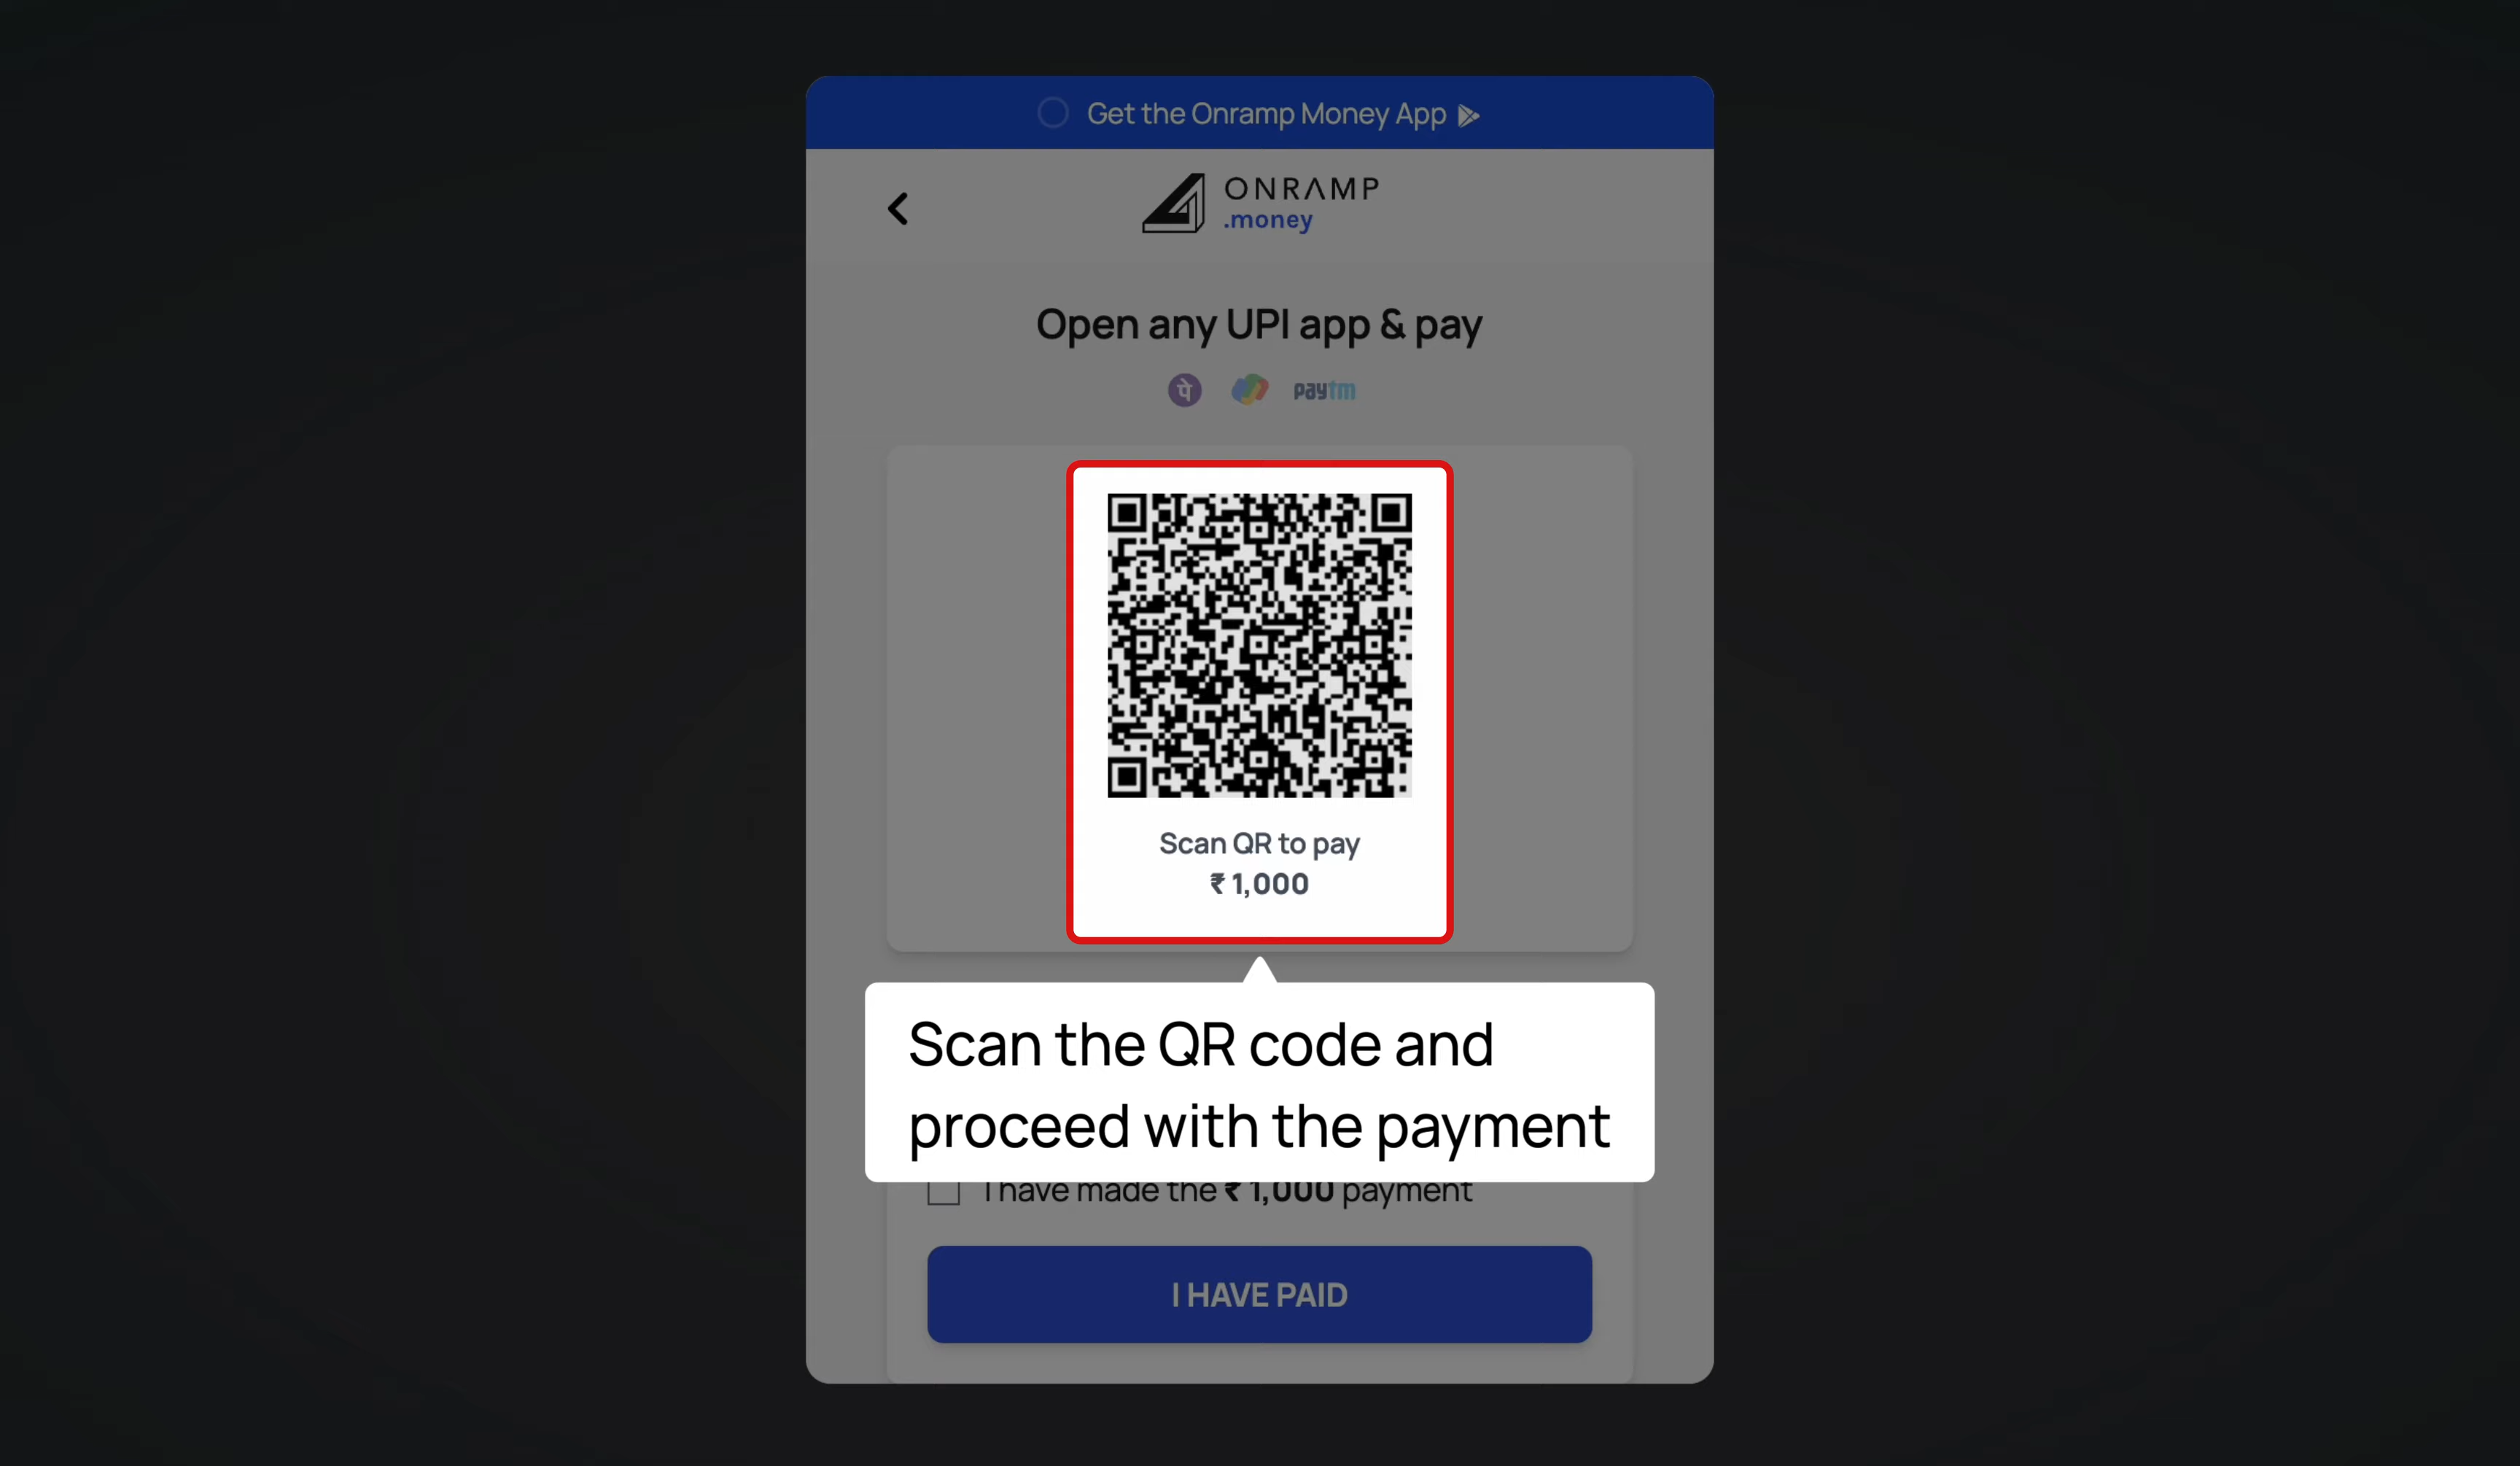 Get the Onramp Money App
ONRAMP
.money
Open any UPI app & pay
पे paytm
Scan QR to pay
₹ 1,000
Scan the QR code and
proceed with the payment
I have made the ₹ 1,000 payment
I HAVE PAID